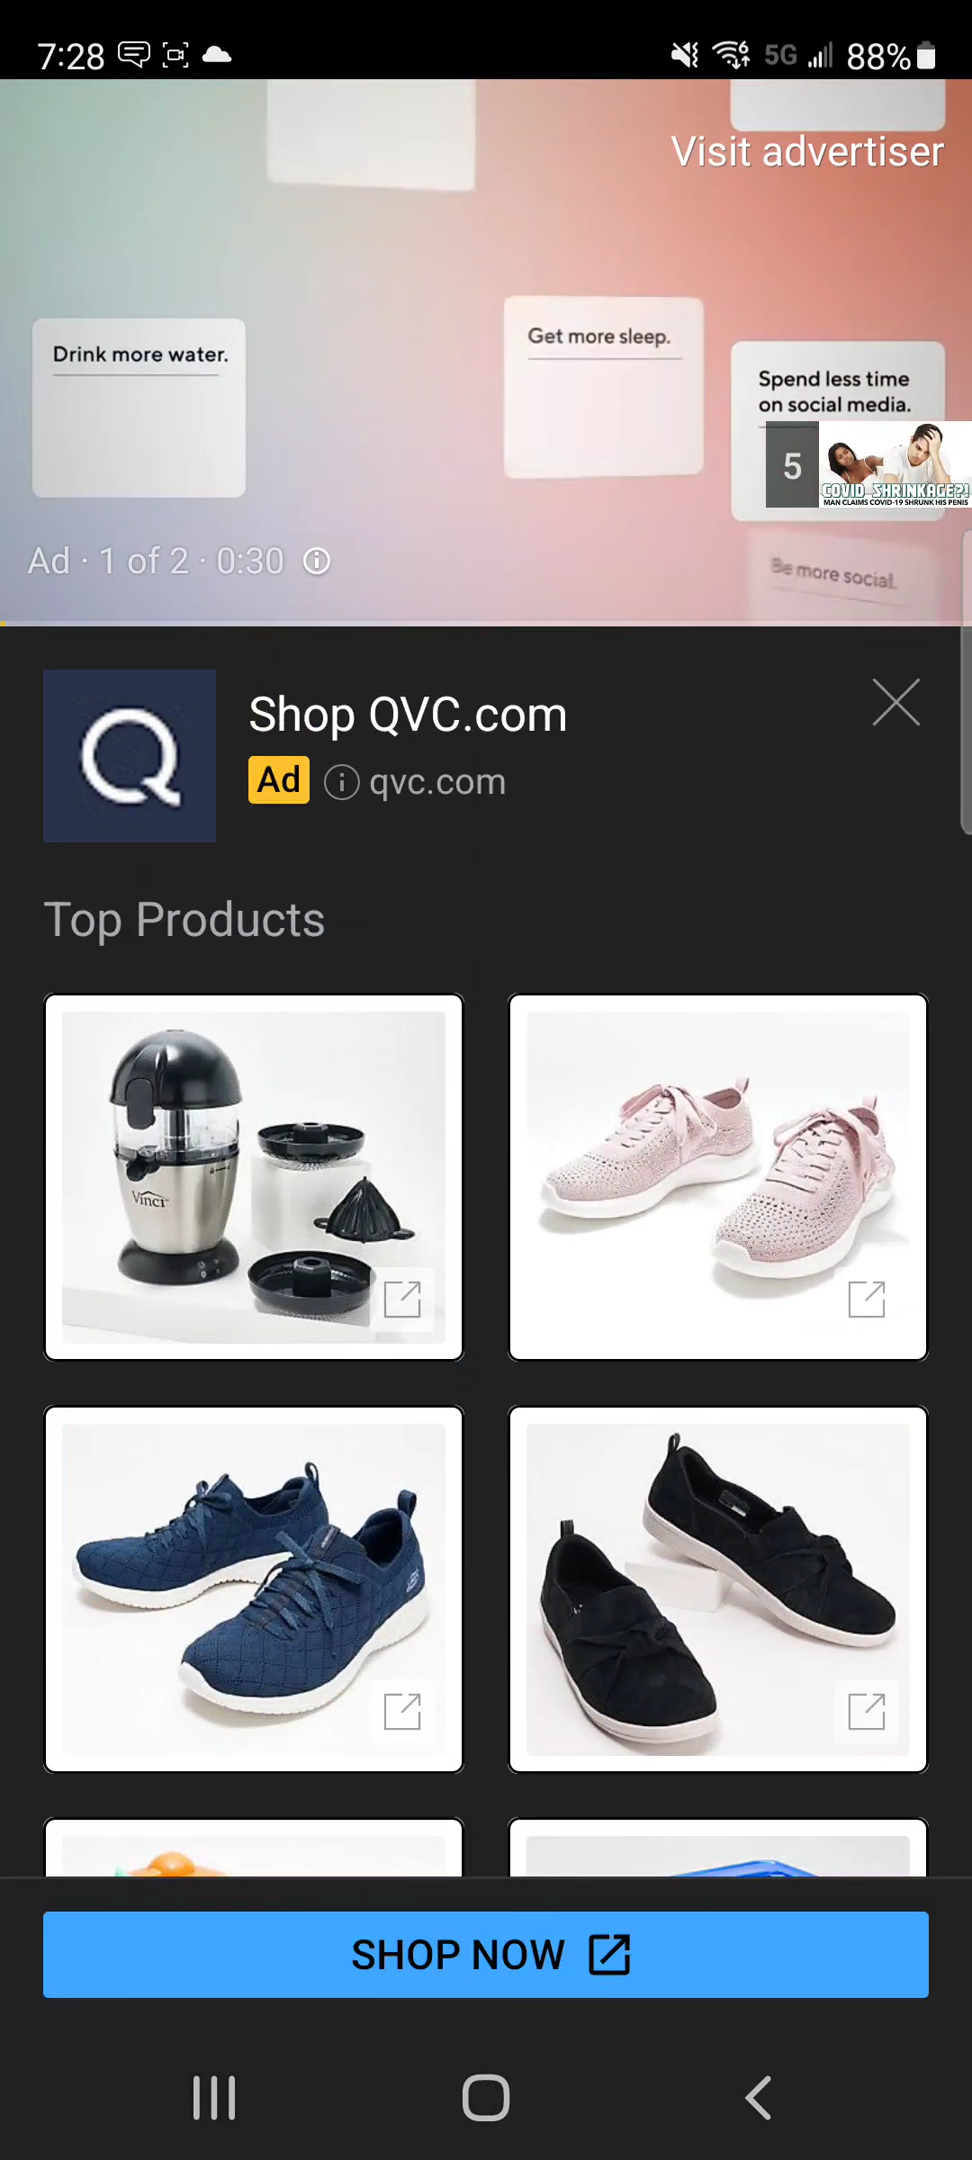 7:28
5G
88%
Visit advertiser
Drink more water.
Get more sleep.
Spend less time
on social media.
5
COVID SHRINKAGE?!
MAN CLAIMS COVID-19 SHRUNK HIS PENIS
Ad · 1 of 2 · 0:30
Be more social.
Q
Shop QVC.com
Ad
qvc.com
Top Products
Vinci
SHOP NOW